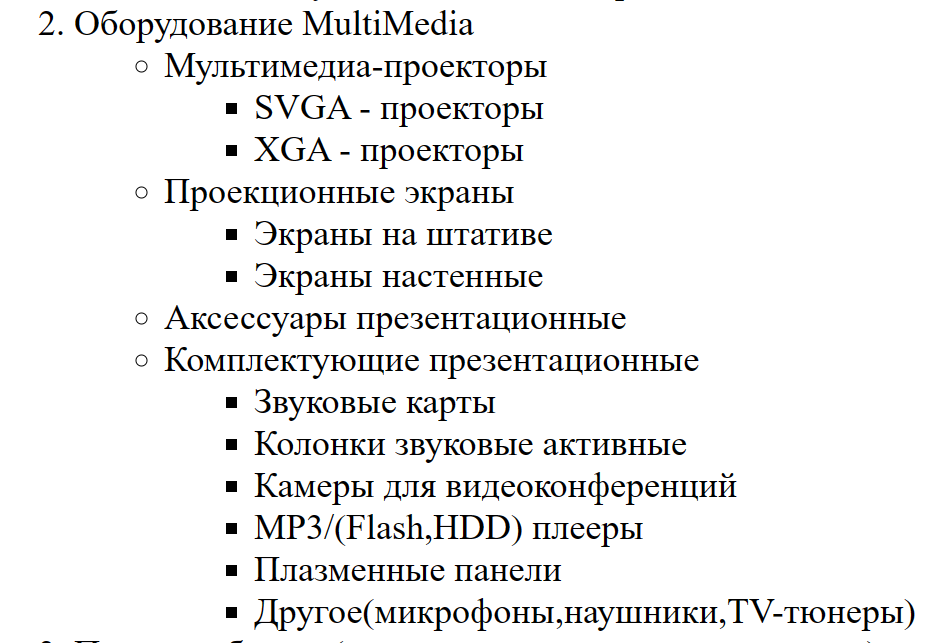 2. Оборудование MultiMedia
Мультимедиа-проекторы
SVGA - проекторы
XGA - проекторы
Проекционные экраны
Экраны на штативе
Экраны настенные
Аксессуары презентационные
Комплектующие презентационные
Звуковые карты
Колонки звуковые активные
Камеры для видеоконференций
MP3/(Flash,HDD) плееры
Плазменные панели
Другое(микрофоны,наушники,TV-тюнеры)